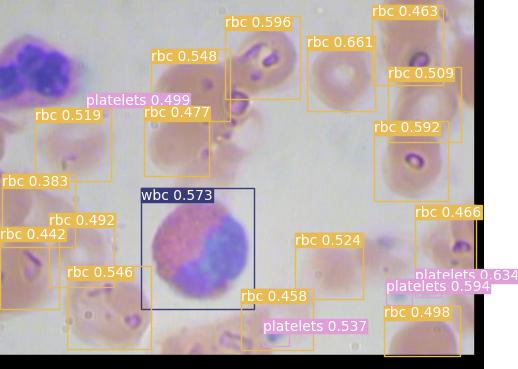 rbc 0.463
rbc 0.596
rbc 0.661
rbc 0.548
rbc 0.509
platelets 0.499
rbc 0.477
rbc 0.519
rbc 0.592
rbc 0.383
wbc 0.573
rbc 0.466
rbc 0.492
rbc 0.442
rbc 0.524
rbc 0.546
platelets 0.634
platelets 0.594
rbc 0.458
rbc 0.498
platelets 0.537